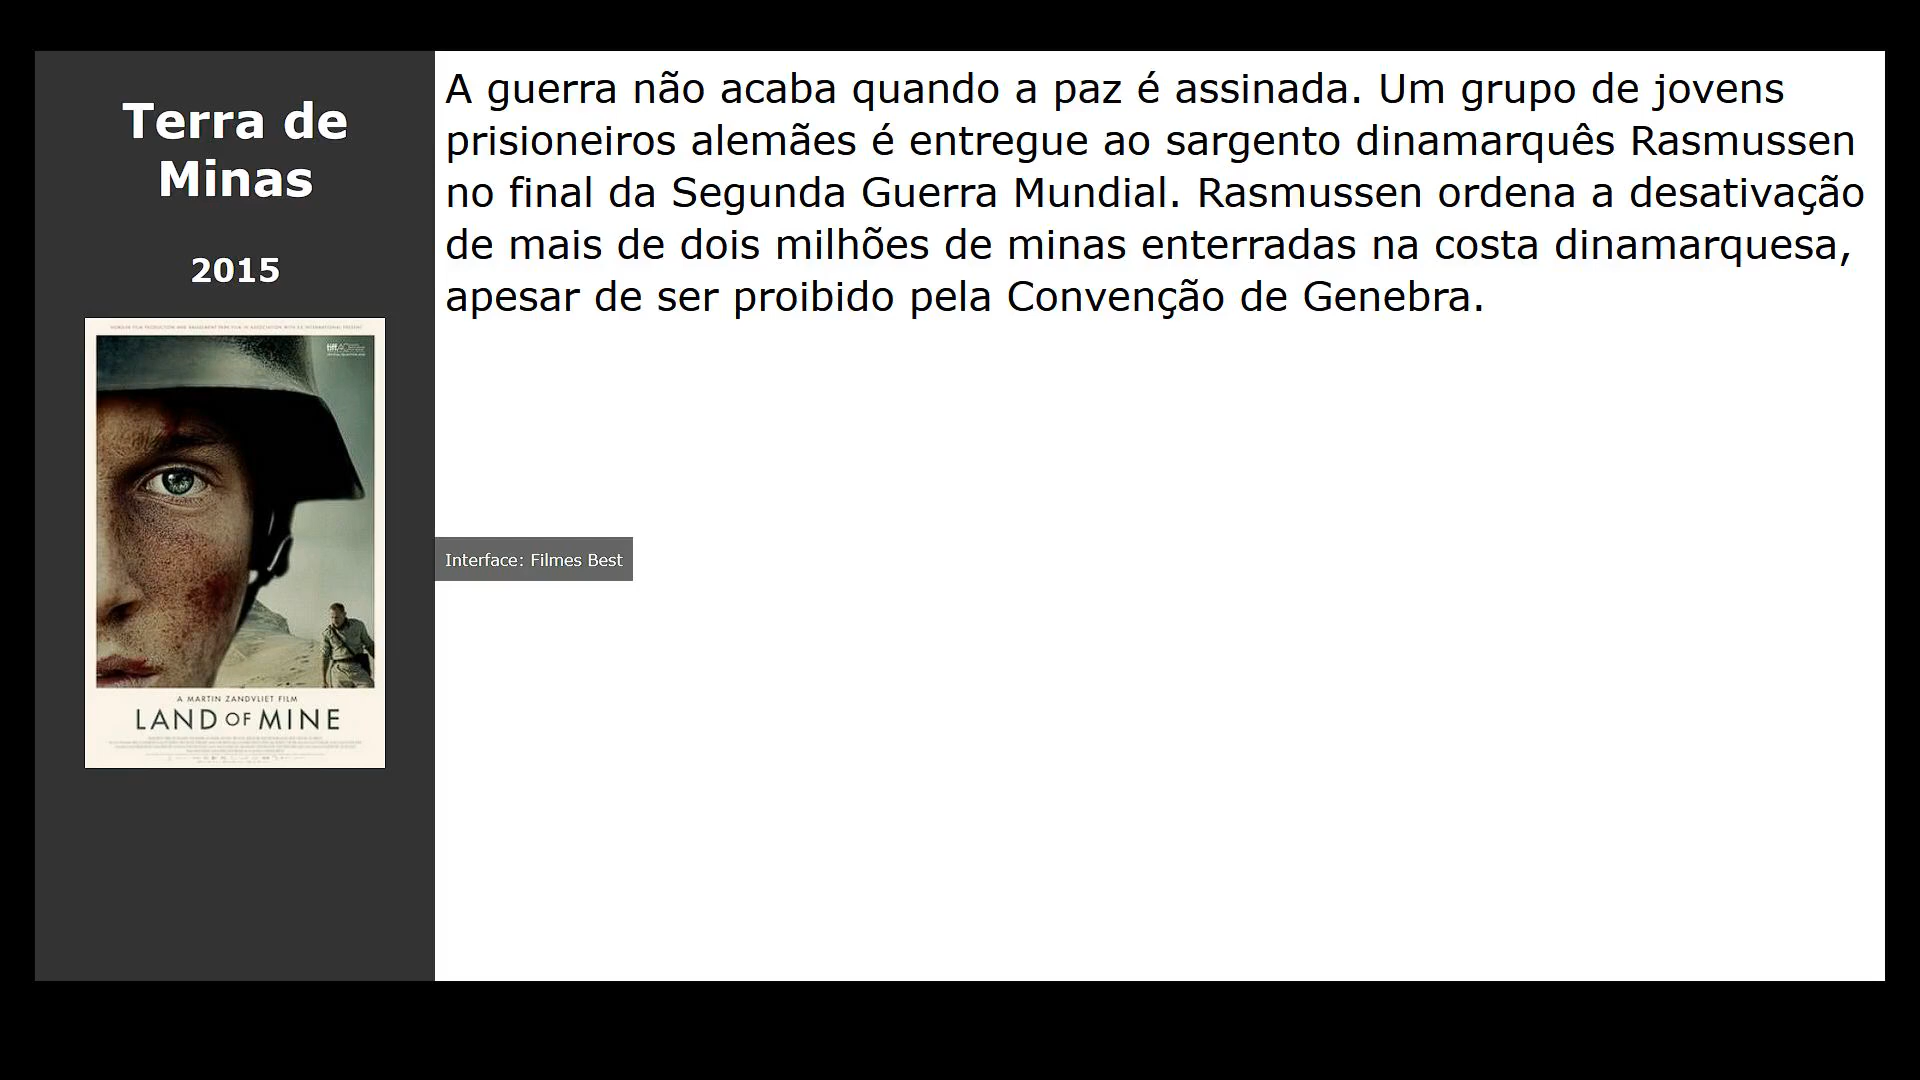 Terra de
Minas
2015
A MARTIN ZANDVLIET FILM
LAND OF MINE
A guerra não acaba quando a paz é assinada. Um grupo de jovens
prisioneiros alemães é entregue ao sargento dinamarquês Rasmussen
no final da Segunda Guerra Mundial. Rasmussen ordena a desativação
de mais de dois milhões de minas enterradas na costa dinamarquesa,
apesar de ser proibido pela Convenção de Genebra.
Interface: Filmes Best